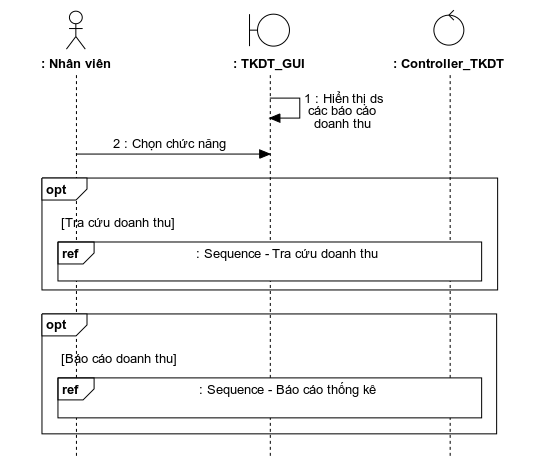 : Nhân viên
: TKDT_GUI
: Controller_TKDT
1 : Hiển thị ds
các báo cáo
doanh thu
2 : Chọn chức năng
opt
[Tra cứu doanh thu]
ref
: Sequence - Tra cứu doanh thu
opt
[Báo cáo doanh thu]
ref
: Sequence - Báo cáo thống kê